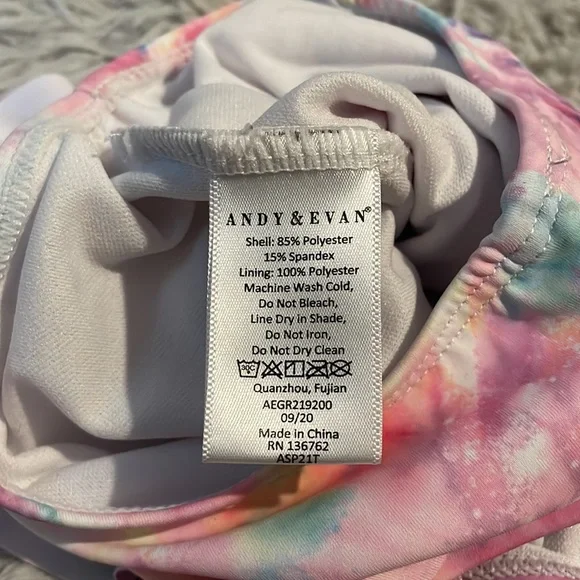 ANDY & EVAN®
Shell: 85% Polyester
15% Spandex
Lining: 100% Polyester
Machine Wash Cold,
Do Not Bleach,
Line Dry in Shade,
Do Not Iron,
Do Not Dry Clean
Quanzhou, Fujian
AEGR219200
09/20
Made in China
RN 136762
ASP21T